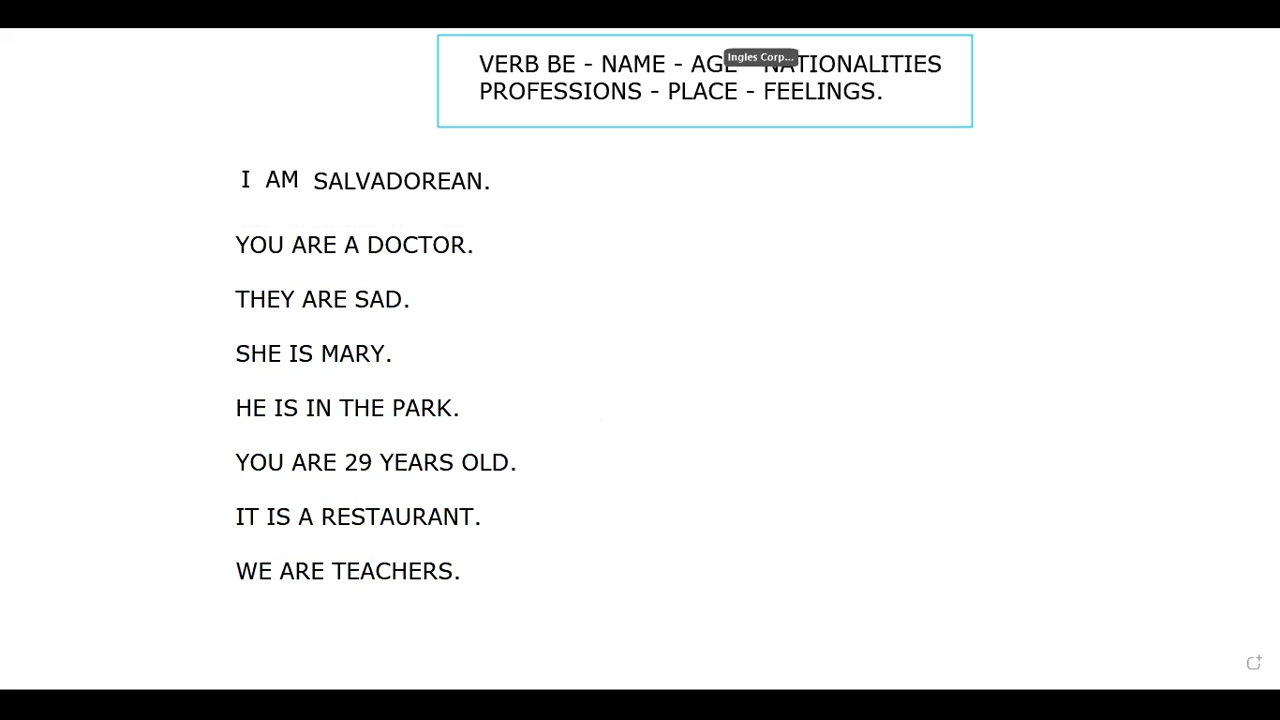 Ingles Corp...
VERB BE - NAME - AGE - NATIONALITIES
PROFESSIONS - PLACE - FEELINGS.
I AM SALVADOREAN.
YOU ARE A DOCTOR.
THEY ARE SAD.
SHE IS MARY.
HE IS IN THE PARK.
YOU ARE 29 YEARS OLD.
IT IS A RESTAURANT.
WE ARE TEACHERS.